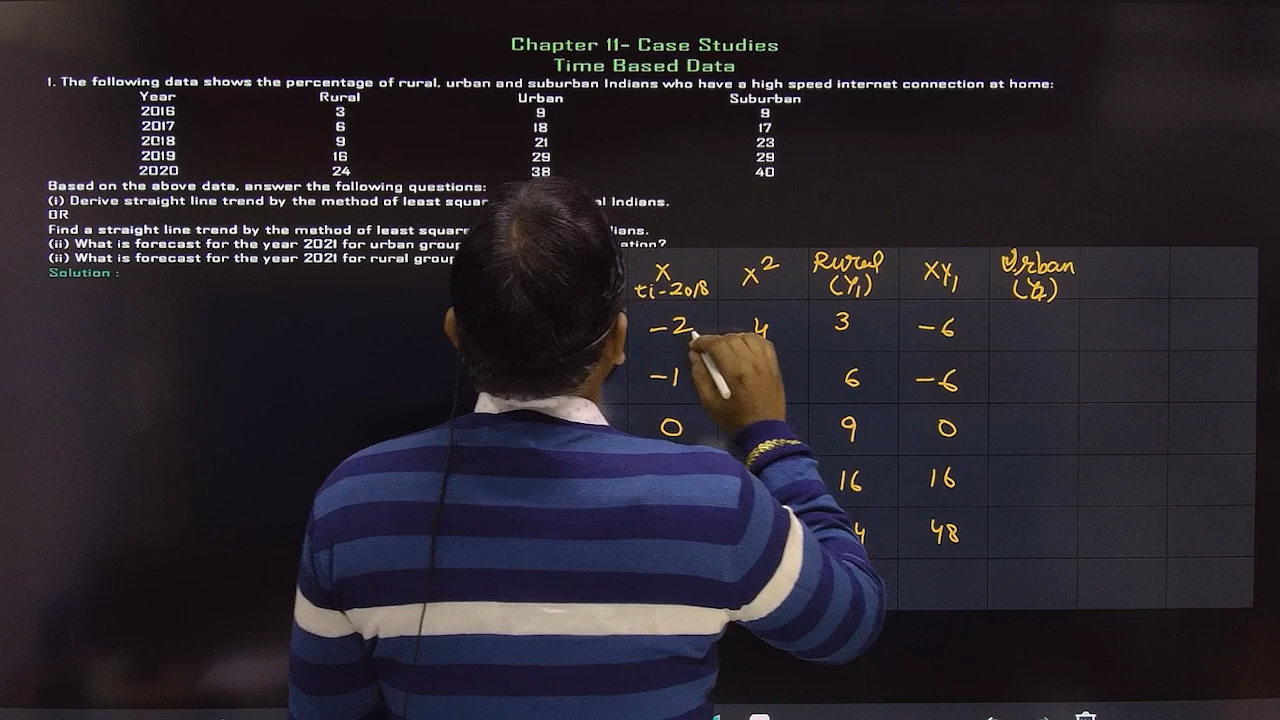 Chapter 11- Case Studies
Time Based Data
1. The following data shows the percentage of rural, urban and suburban Indians who have a high speed internet connection at home:
Year Rural Urban Suburban
2016 3 9 9
2017 6 18 17
2018 9 21 23
2019 16 29 29
2020 24 38 40
Based on the above data, answer the following questions:
(i) Derive straight line trend by the method of least Indians.
OR
Find a straight line trend by the method of least
(ii) What is forecast for the year 2021 for urban
(ii) What is forecast for the year 2021 for rural
Solution :
X X² Rural XY₁ Urban
ti-2018 (Y₁) (Y₂)
-2 4 3 -6
-1 6 -6
0 9 0
16 16
4 48